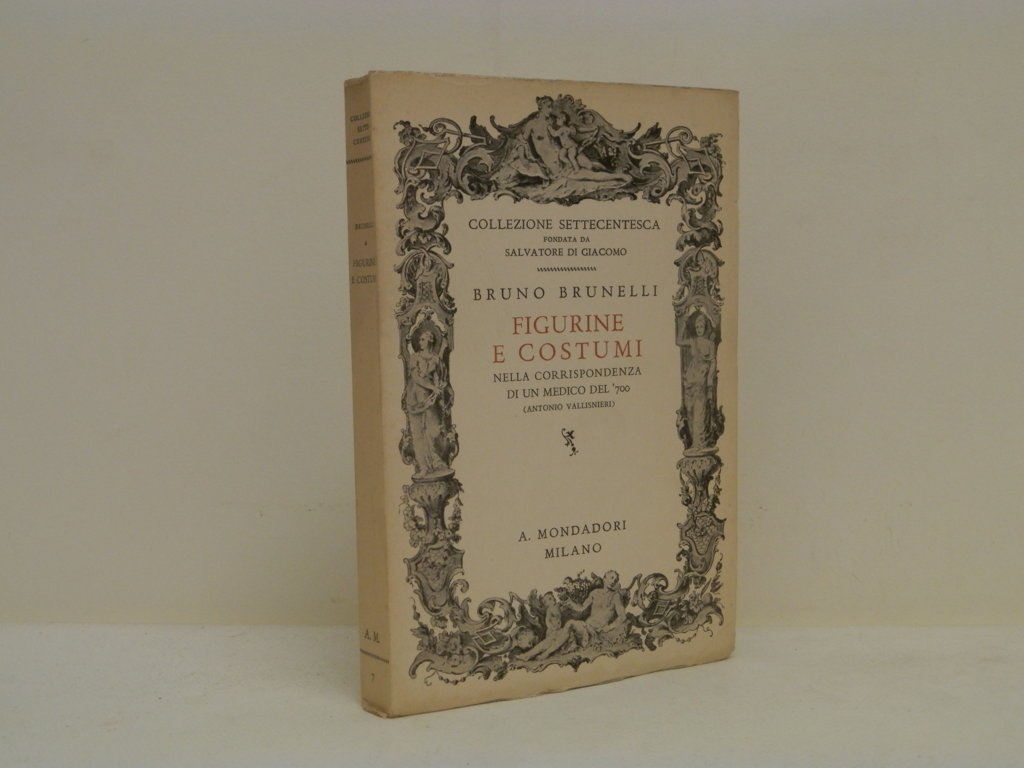 COLLEZIONE SETTECENTESCA
FONDATA DA
SALVATORE DI GIACOMO
BRUNO BRUNELLI
FIGURINE
E COSTUMI
NELLA CORRISPONDENZA
DI UN MEDICO DEL '700
(ANTONIO VALLISNIERI)
A. MONDADORI
MILANO
BRUNELLI
FIGURINE
E COSTUMI
A. M.
7